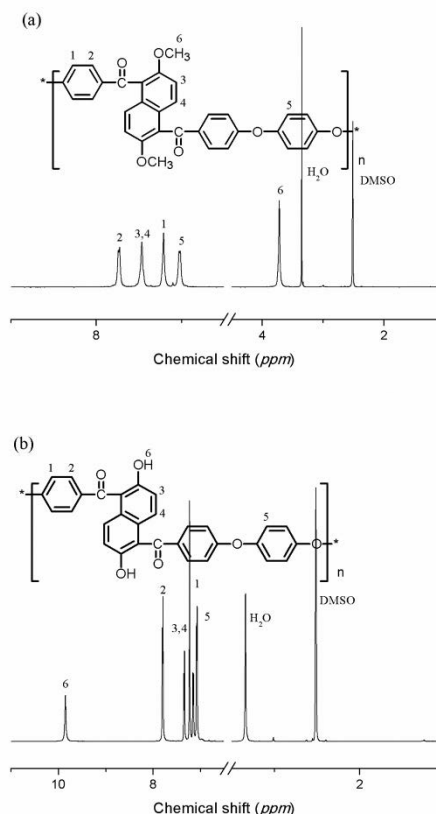 (a)
6
OCH₃
1 2
O
C
3
4
*
C
O
OCH₃
O
5
O
*
n
H₂O
DMSO
6
2
3,4
1
5
8
4
2
Chemical shift (ppm)
(b)
6
OH
1 2
O
C
3
4
*
C
O
OH
O
5
O
*
n
H₂O
DMSO
1
2
3,4
5
6
10
8
2
Chemical shift (ppm)